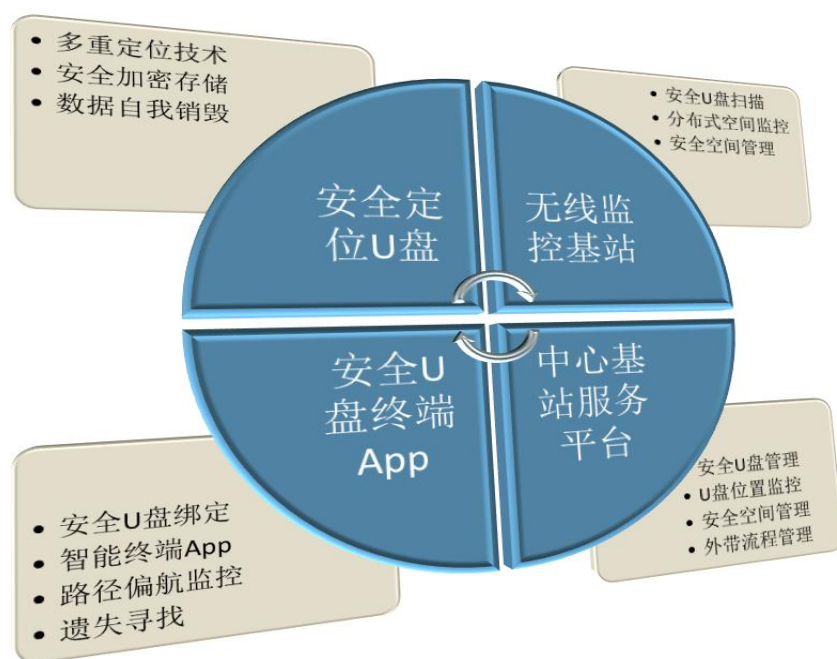 多重定位技术
安全加密存储
数据自我销毁
安全U盘扫描
分布式空间监控
安全空间管理
安全定
位U盘
无线监
控基站
安全U
盘终端
App
中心基
站服务
平台
安全U盘绑定
智能终端App
路径偏航监控
遗失寻找
安全U盘管理
U盘位置监控
安全空间管理
外带流程管理